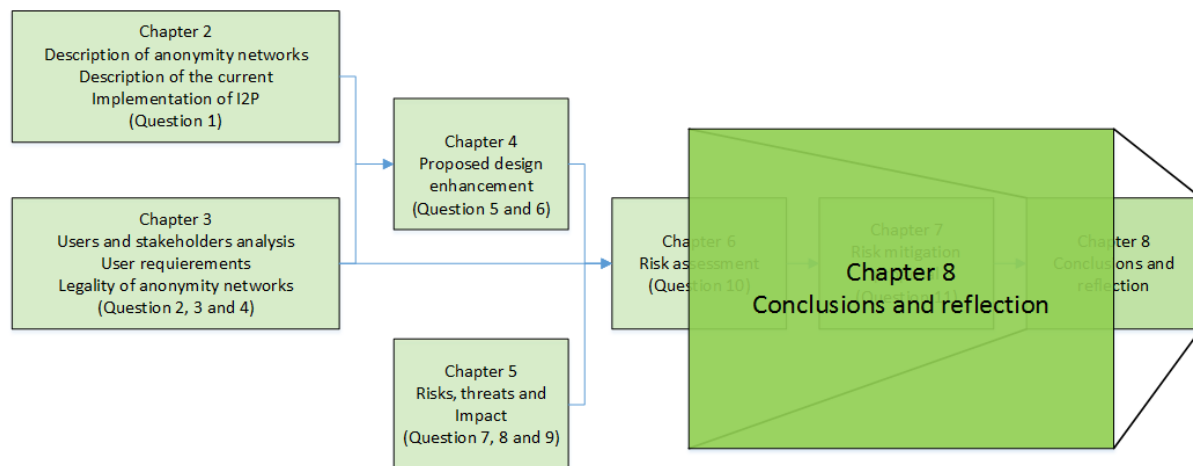 Chapter 2
Description of anonymity networks
Description of the current
Implementation of I2P
(Question 1)
Chapter 3
Users and stakeholders analysis
User requierements
Legality of anonymity networks
(Question 2, 3 and 4)
Chapter 4
Proposed design
enhancement
(Question 5 and 6)
Chapter 5
Risks, threats and
Impact
(Question 7, 8 and 9)
Chapter 6
Risk assessment
(Question 10)
Chapter 7
Risk mitigation
(Question 11)
Chapter 8
Conclusions and
reflection
Chapter 8
Conclusions and reflection